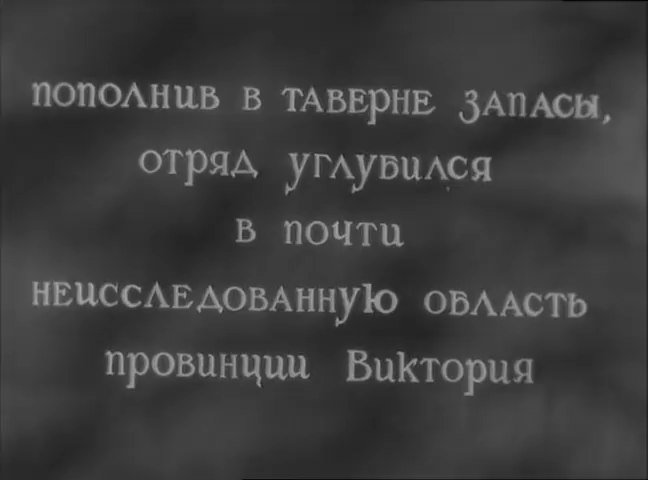 пополнив в таверне запасы,
отряд углубился
в почти
неисследованную область
провинции Виктория